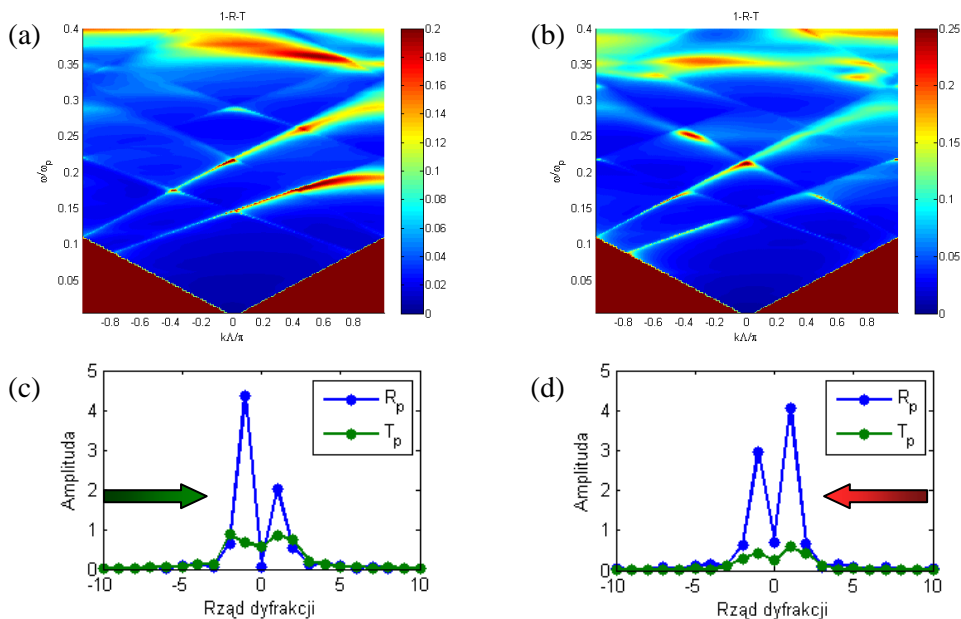 (a)
1-R-T
ω/ωp
0.4
0.35
0.3
0.25
0.2
0.15
0.1
0.05
-0.8 -0.6 -0.4 -0.2 0 0.2 0.4 0.6 0.8
kΛ/π
0.2
0.18
0.16
0.14
0.12
0.1
0.08
0.06
0.04
0.02
0
(b)
1-R-T
ω/ωp
0.4
0.35
0.3
0.25
0.2
0.15
0.1
0.05
-0.8 -0.6 -0.4 -0.2 0 0.2 0.4 0.6 0.8
kΛ/π
0.25
0.2
0.15
0.1
0.05
0
(c)
Amplituda
5
4
3
2
1
0
-10 -5 0 5 10
Rząd dyfrakcji
Rp
Tp
(d)
Amplituda
5
4
3
2
1
0
-10 -5 0 5 10
Rząd dyfrakcji
Rp
Tp